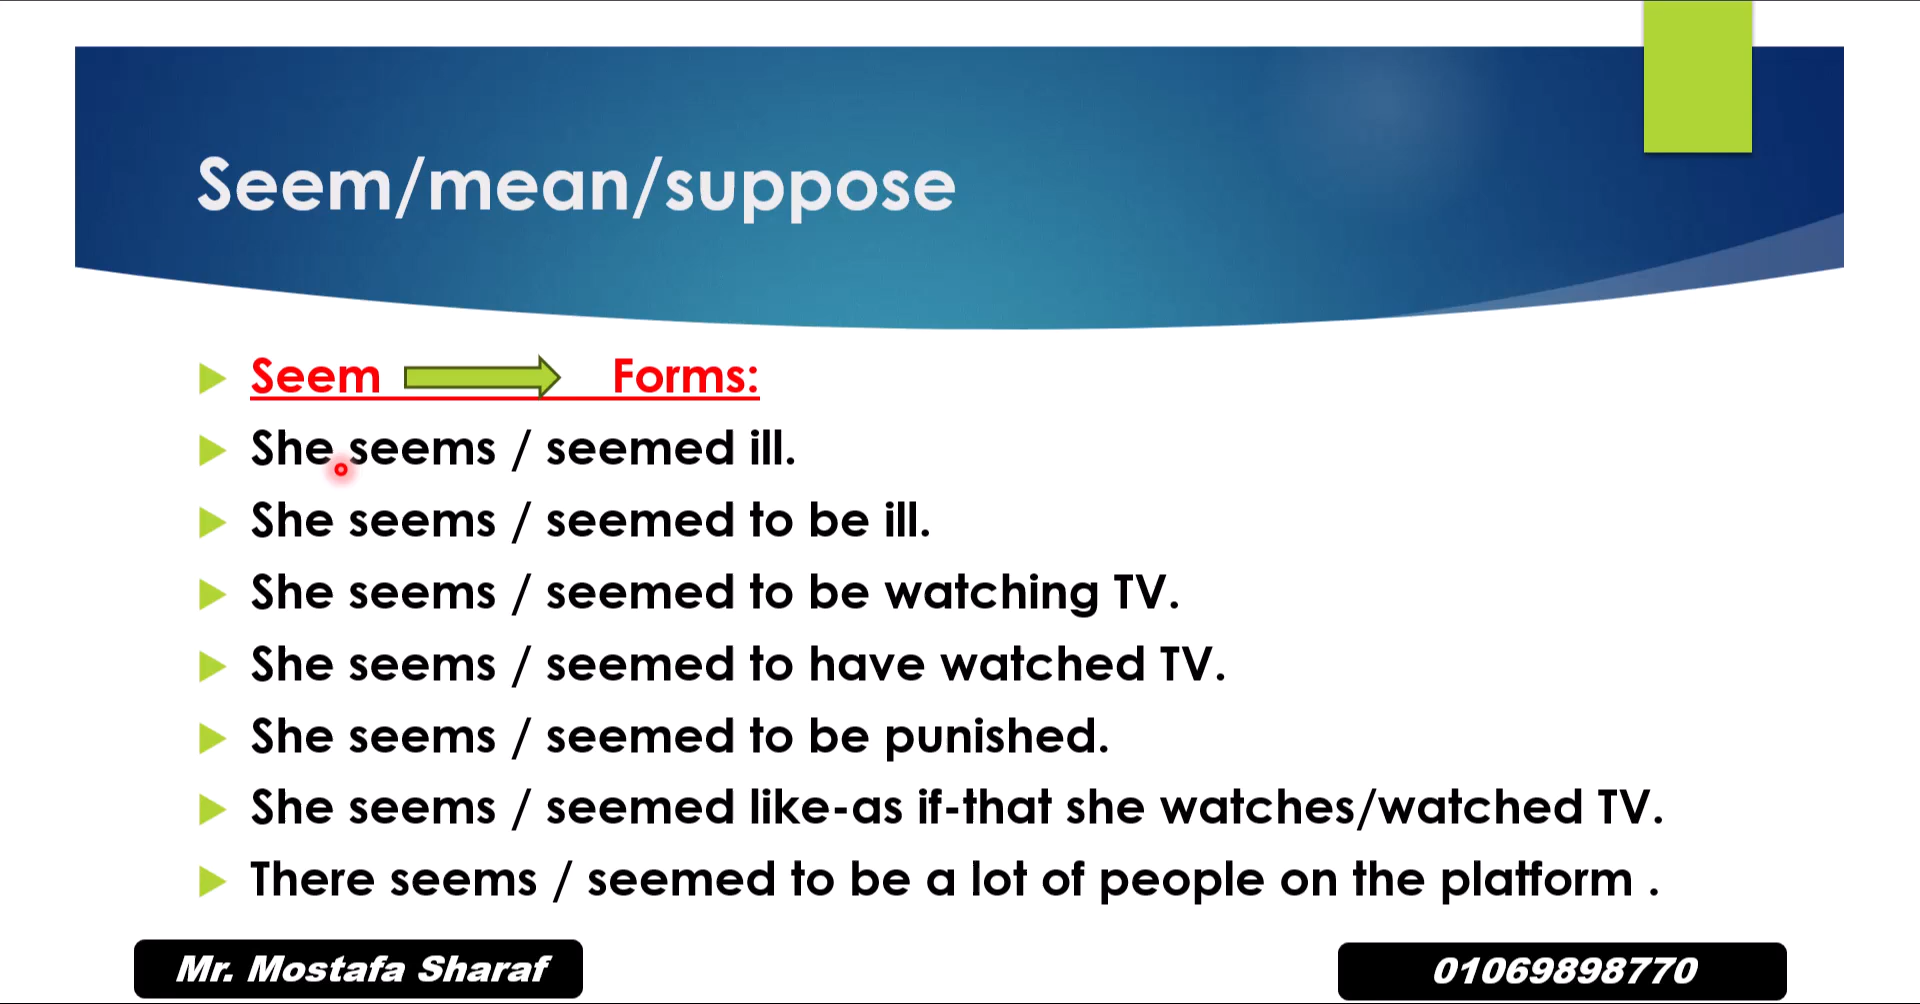 Seem/mean/suppose
Seem Forms:
She seems / seemed ill.
She seems / seemed to be ill.
She seems / seemed to be watching TV.
She seems / seemed to have watched TV.
She seems / seemed to be punished.
She seems / seemed like-as if-that she watches/watched TV.
There seems / seemed to be a lot of people on the platform .
Mr. Mostafa Sharaf
01069898770